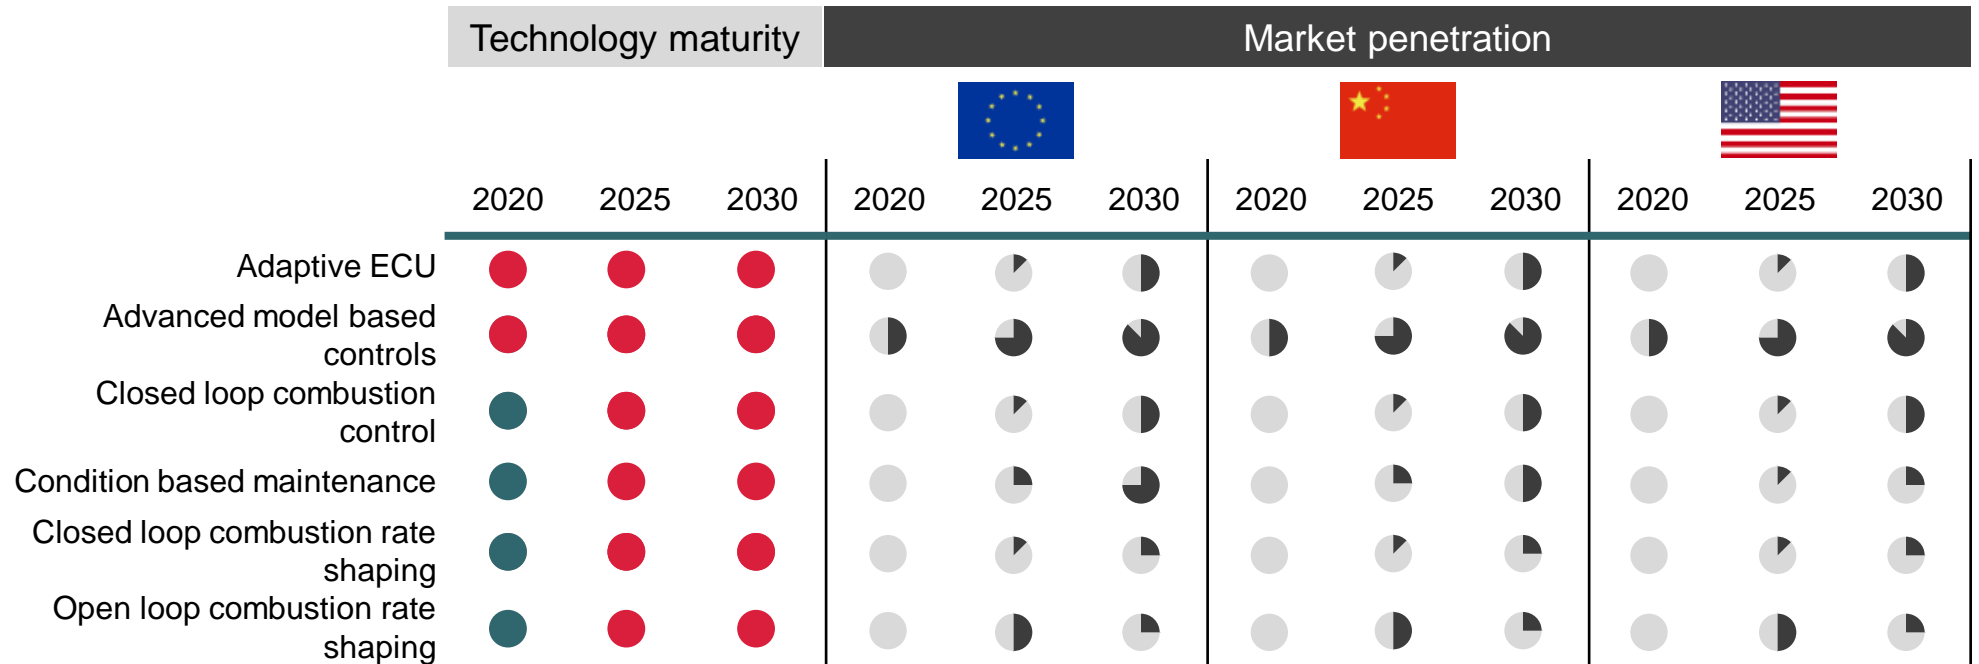 Technology maturity Market penetration
2020 2025 2030 2020 2025 2030 2020 2025 2030 2020 2025 2030
Adaptive ECU
Advanced model based
controls
Closed loop combustion
control
Condition based maintenance
Closed loop combustion rate
shaping
Open loop combustion rate
shaping